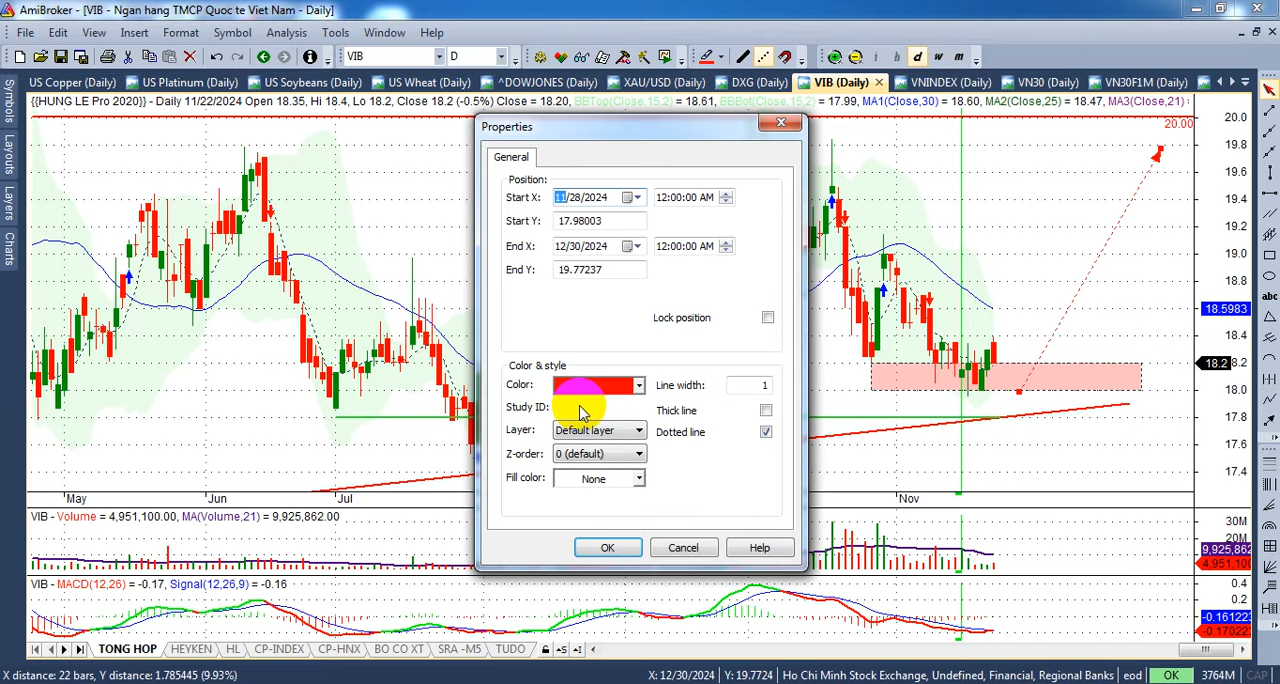 AmiBroker - [VIB - Ngan hang TMCP Quoc te Viet Nam - Daily]
File Edit View Insert Format Symbol Analysis Tools Window Help
VIB D i h d w m
US Copper (Daily) US Platinum (Daily) US Soybeans (Daily) US Wheat (Daily) ^DOWJONES (Daily) XAU/USD (Daily) DXG (Daily) VIB (Daily) VNINDEX (Daily) VN30 (Daily) VN30F1M (Daily)
{{HUNG LE Pro 2020}} - Daily 11/22/2024 Open 18.35, Hi 18.4, Lo 18.2, Close 18.2 (-0.5%) Close = 18.20, BBTop(Close,15,2) = 18.61, BBBot(Close,15,2) = 17.99, MA1(Close,30) = 18.60, MA2(Close,25) = 18.47, MA3(Close,21) =
Symbols
Layouts
Layers
Charts
Properties
General
Position:
Start X: 11/28/2024 12:00:00 AM
Start Y: 17.98003
End X: 12/30/2024 12:00:00 AM
End Y: 19.77237
Lock position
Color & style
Color: Line width: 1
Study ID: Thick line
Layer: Default layer Dotted line
Z-order: 0 (default)
Fill color: None
OK Cancel Help
20.00
20.0
19.8
19.6
19.4
19.2
19.0
18.8
18.5983
18.4
18.2
18.0
17.8
17.6
17.4
abc
May Jun Jul Nov
VIB - Volume = 4,951,100.00, MA(Volume,21) = 9,925,862.00
30M
20M
9,925,862
4,951,100
VIB - MACD(12,26) = -0.17, Signal(12,26,9) = -0.16
0.4
0.2
-0.161223
-0.170220
TONG HOP HEYKEN HL CP-INDEX CP-HNX BO CO XT SRA -M5 TUDO
X distance: 22 bars, Y distance: 1.785445 (9.93%) X: 12/30/2024 Y: 19.7724 Ho Chi Minh Stock Exchange, Undefined, Financial, Regional Banks eod OK 3764M CAP